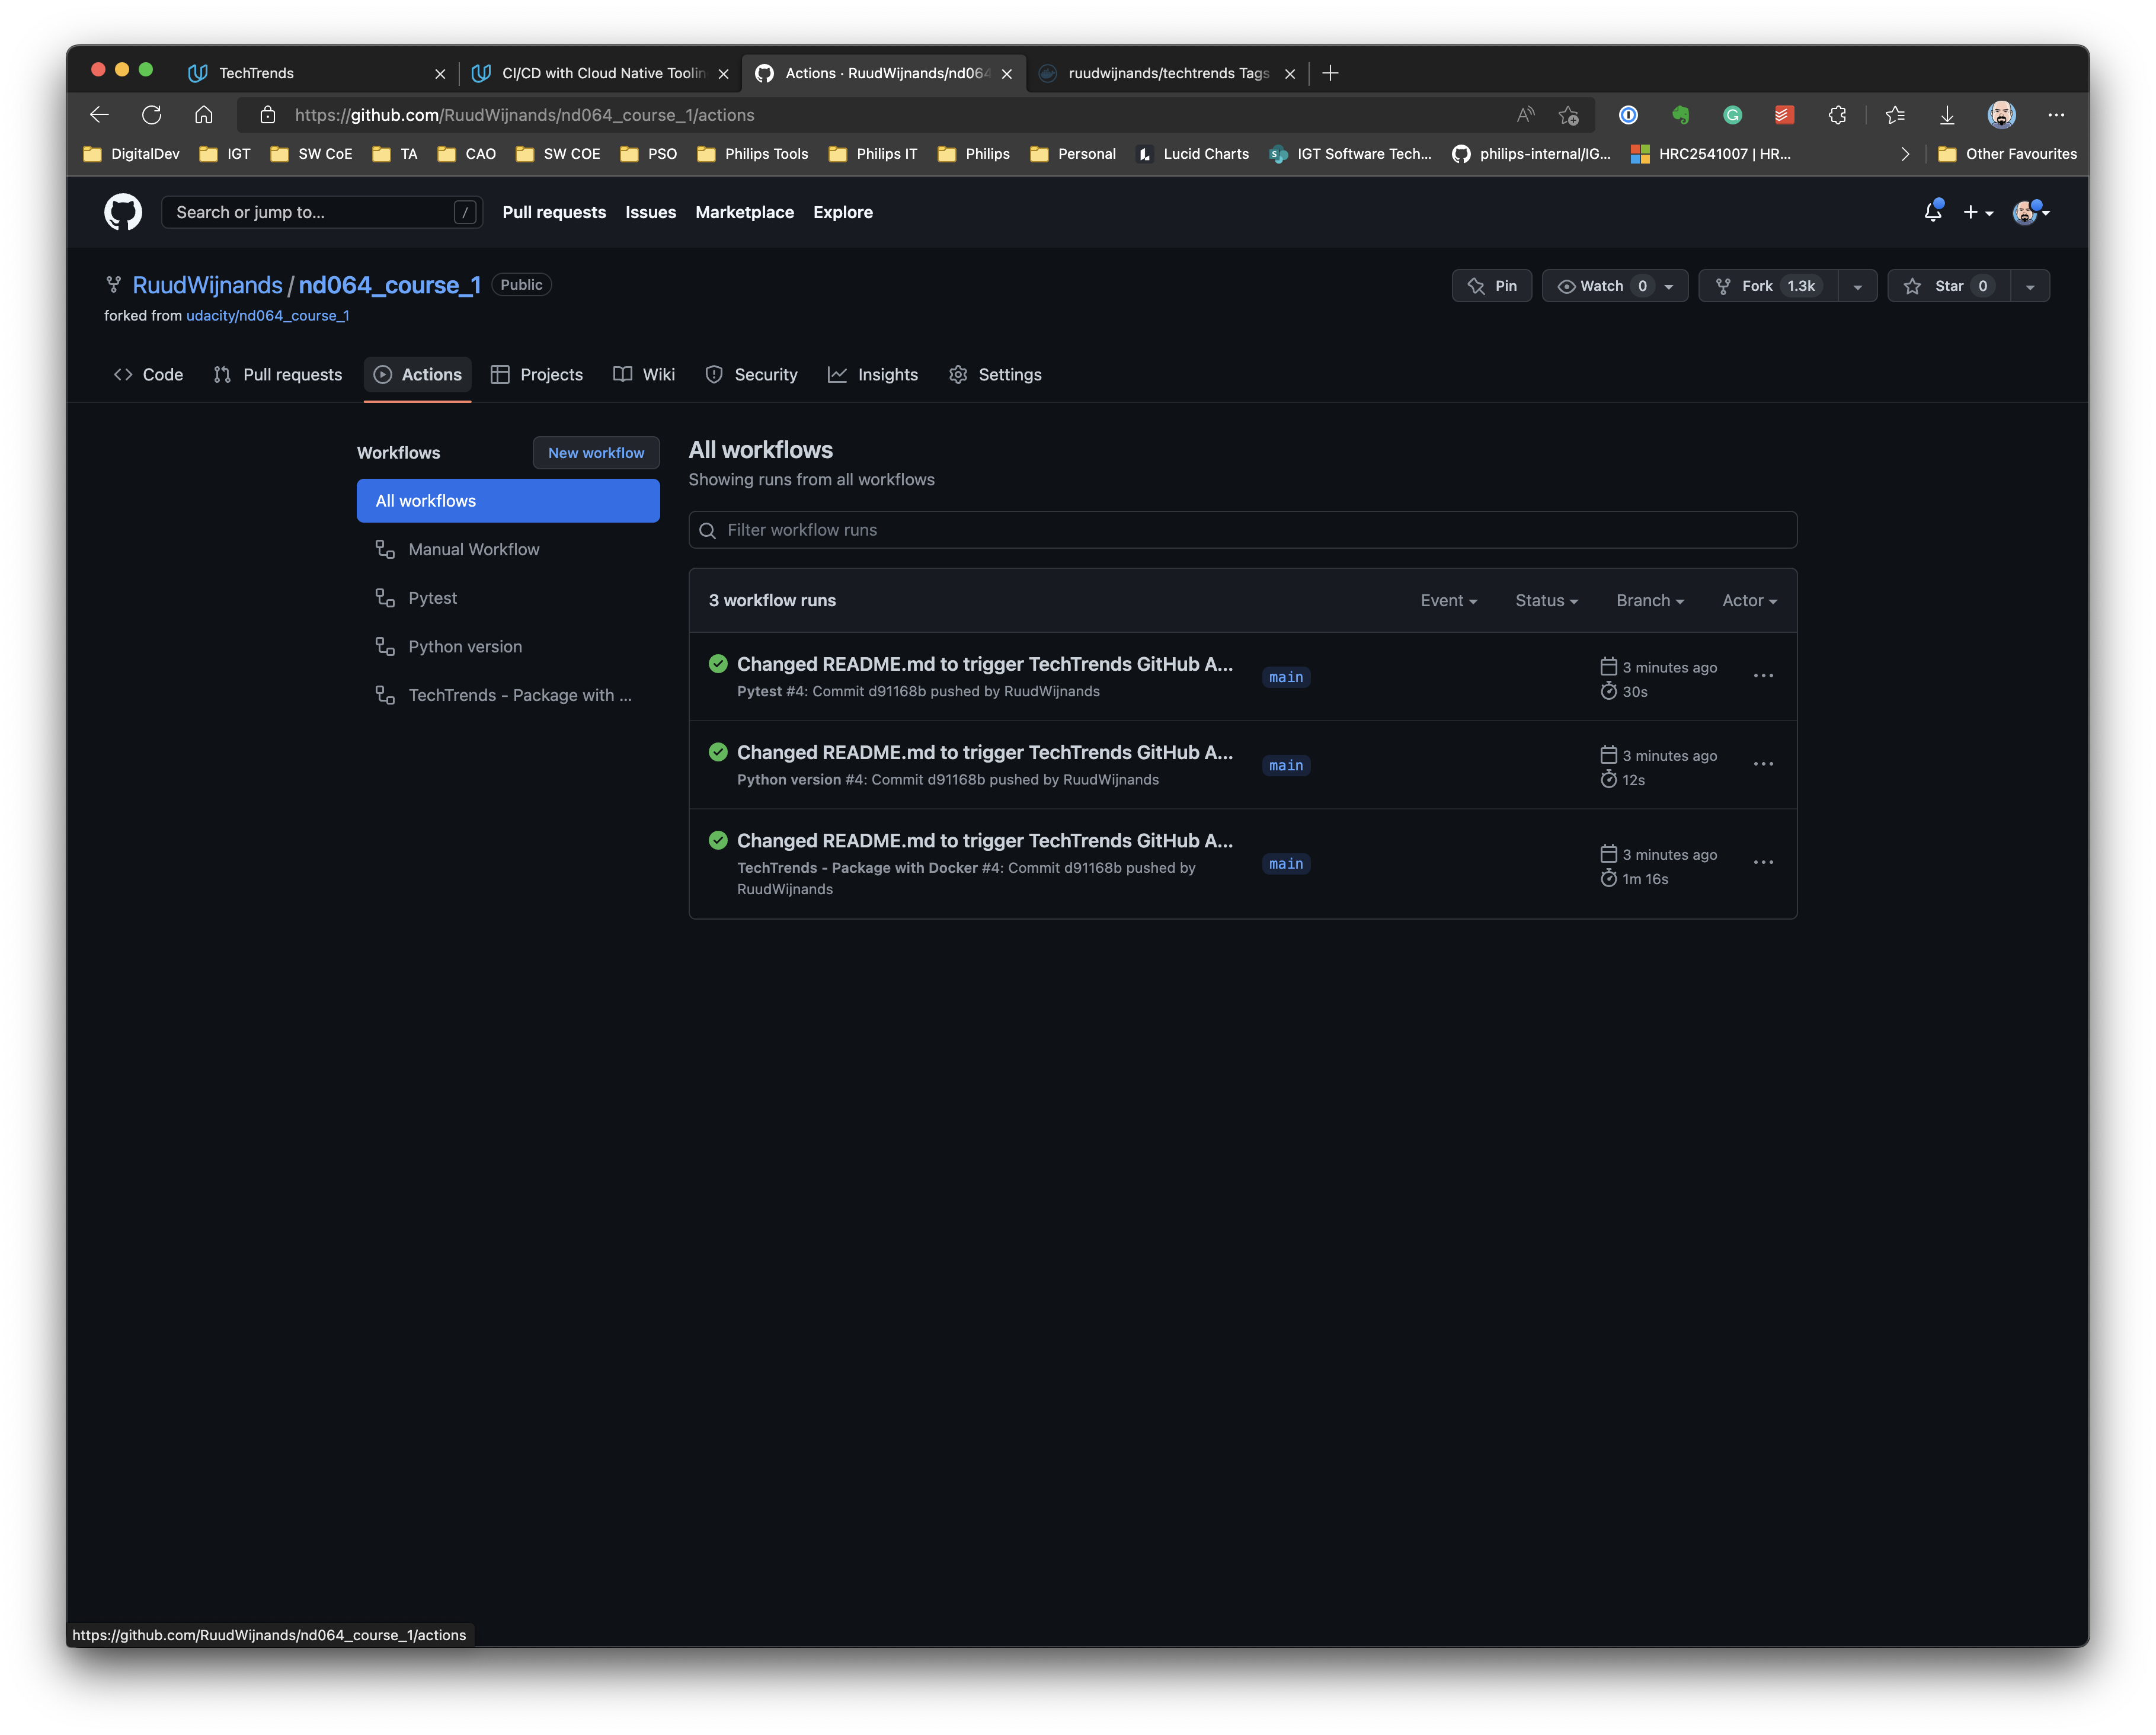 TechTrends
CI/CD with Cloud Native Toolin
Actions · RuudWijnands/nd064
ruudwijnands/techtrends Tags
https://github.com/RuudWijnands/nd064_course_1/actions
DigitalDev IGT SW CoE TA CAO SW COE PSO Philips Tools Philips IT Philips Personal Lucid Charts IGT Software Tech... philips-internal/IG... HRC2541007 | HR... Other Favourites
Search or jump to... / Pull requests Issues Marketplace Explore
RuudWijnands / nd064_course_1 Public
Pin Watch 0 Fork 1.3k Star 0
forked from udacity/nd064_course_1
Code Pull requests Actions Projects Wiki Security Insights Settings
Workflows New workflow
All workflows
Manual Workflow
Pytest
Python version
TechTrends - Package with ...
All workflows
Showing runs from all workflows
Filter workflow runs
3 workflow runs Event Status Branch Actor
Changed README.md to trigger TechTrends GitHub A...
Pytest #4: Commit d91168b pushed by RuudWijnands
main
3 minutes ago
30s
Changed README.md to trigger TechTrends GitHub A...
Python version #4: Commit d91168b pushed by RuudWijnands
main
3 minutes ago
12s
Changed README.md to trigger TechTrends GitHub A...
TechTrends - Package with Docker #4: Commit d91168b pushed by
RuudWijnands
main
3 minutes ago
1m 16s
https://github.com/RuudWijnands/nd064_course_1/actions